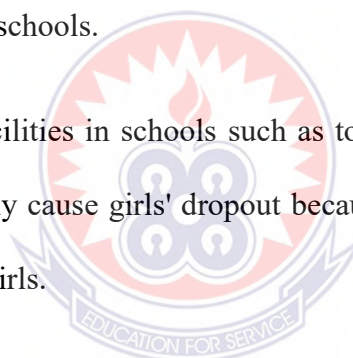 schools.
cilities in schools such as to
y cause girls' dropout becau
irls.
EDUCATION FOR SERVICE